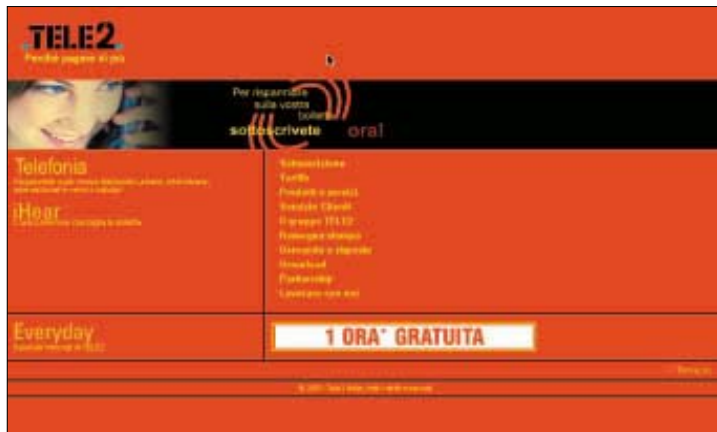 TELE2
Perché pagare di più
Per risparmiare
sulla vostra
bolletta
sottoscrivete ora!
Telefonia
iHear
Sottoscrizione
Tariffe
Prodotti e servizi
Servizio Clienti
Il gruppo TELE2
Rassegna stampa
Domande e risposte
Download
Partnership
Lavorare con noi
Everyday
1 ORA* GRATUITA